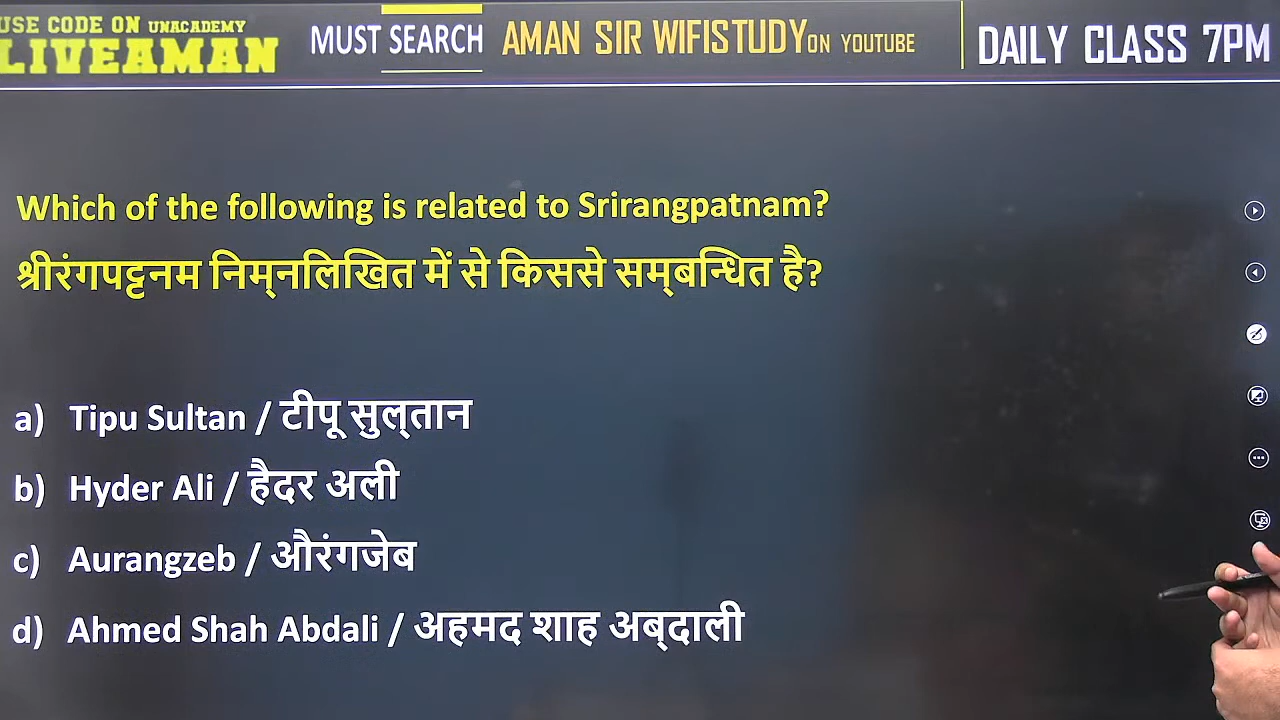 USE CODE ON UNACADEMY
LIVEAMAN
MUST SEARCH
AMAN SIR WIFISTUDY ON YOUTUBE
DAILY CLASS 7PM
Which of the following is related to Srirangpatnam?
श्रीरंगपट्टनम निम्‌नलिखित में से किससे सम्‌बन्धित है?
a) Tipu Sultan / टीपू सुल्‌तान
b) Hyder Ali / हैदर अली
c) Aurangzeb / औरंगजेब
d) Ahmed Shah Abdali / अहमद शाह अब्‌दाली